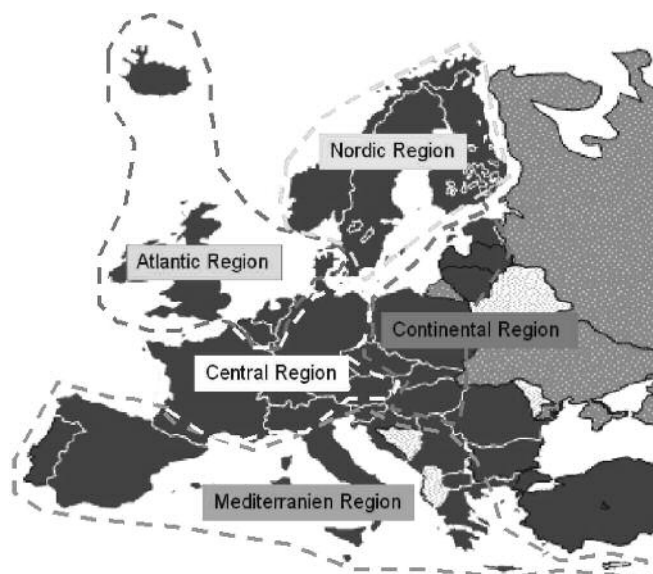 Nordic Region
Atlantic Region
Continental Region
Central Region
Mediterranien Region